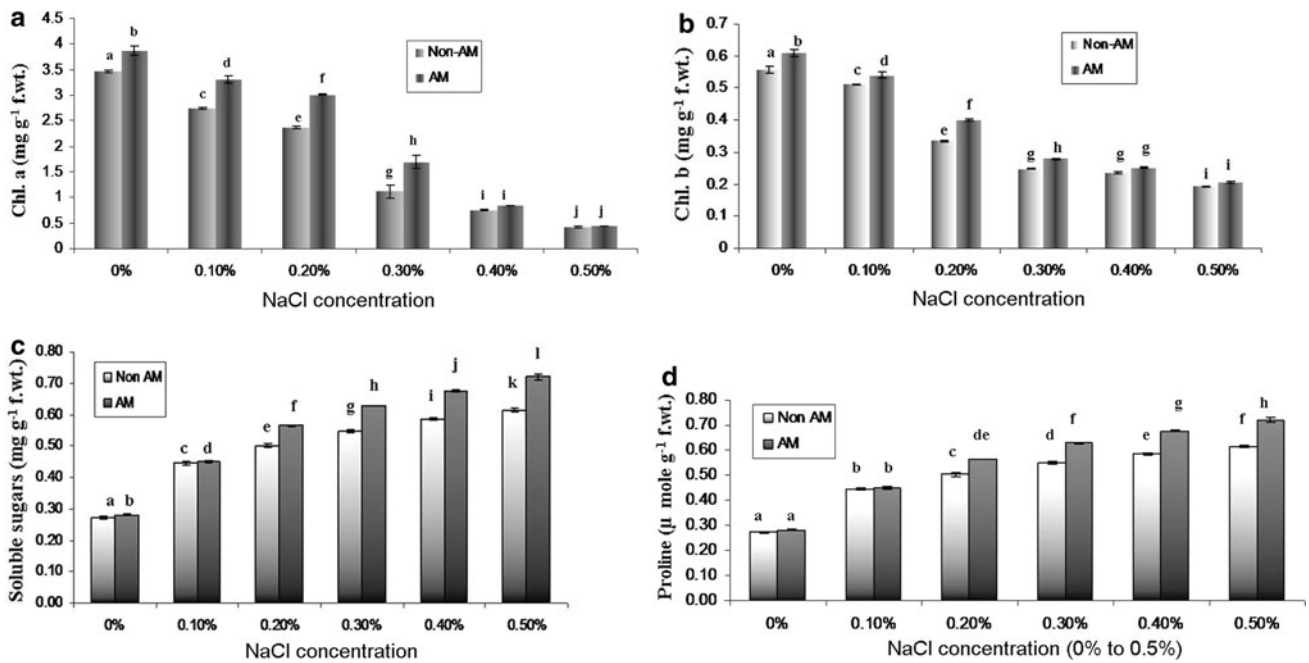 a
Chl. a (mg g⁻¹ f.wt.)
4.5
4
3.5
3
2.5
2
1.5
1
0.5
0
a b
c d
e f
g h
i i
j j
Non-AM
AM
0% 0.10% 0.20% 0.30% 0.40% 0.50%
NaCl concentration
b
Chl. b (mg g⁻¹ f.wt.)
0.7
0.6
0.5
0.4
0.3
0.2
0.1
0
a b
c d
e f
g h
g g
i i
Non-AM
AM
0% 0.10% 0.20% 0.30% 0.40% 0.50%
NaCl concentration
c
Soluble sugars (mg g⁻¹ f.wt.)
0.80
0.70
0.60
0.50
0.40
0.30
0.20
0.10
0.00
Non AM
AM
a b
c d
e f
g h
i j
k l
0% 0.10% 0.20% 0.30% 0.40% 0.50%
NaCl concentration
d
Proline (µ mole g⁻¹ f.wt.)
0.80
0.70
0.60
0.50
0.40
0.30
0.20
0.10
0.00
Non AM
AM
a a
b b
c de
d f
e g
f h
0% 0.10% 0.20% 0.30% 0.40% 0.50%
NaCl concentration (0% to 0.5%)